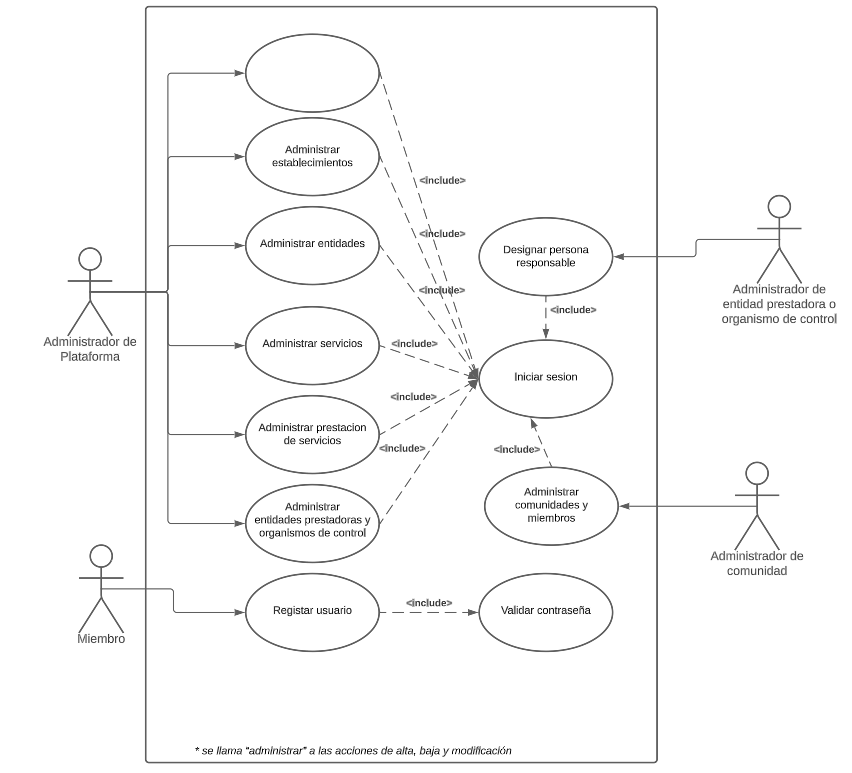 Administrar
establecimientos
<include>
<include>
Administrar entidades
Designar persona
responsable
<include>
Administrador de
entidad prestadora o
organismo de control
<include>
Administrador de
Plataforma
Administrar servicios
<include>
Iniciar sesion
<include>
Administrar prestacion
de servicios
<include>
<include>
Administrar
entidades prestadoras y
organismos de control
Administrar
comunidades y
miembros
Administrador de
comunidad
Miembro
Registar usuario
<include>
Validar contraseña
* se llama "administrar" a las acciones de alta, baja y modificación